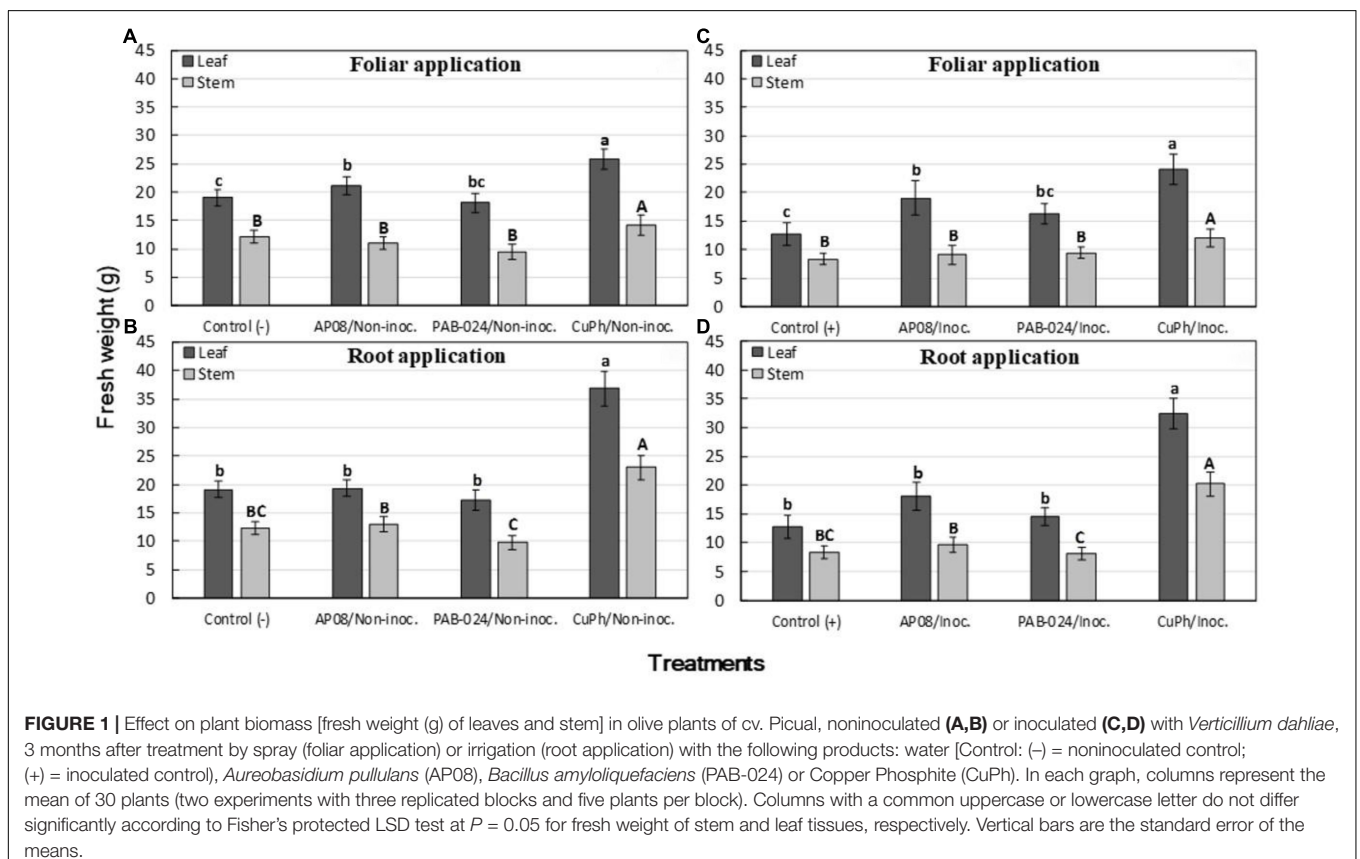 A
45
40
35
30
25
20
15
10
5
0
Leaf
Stem
Foliar application
c
B
b
B
bc
B
a
A
Control (-)
AP08/Non-inoc.
PAB-024/Non-inoc.
CuPh/Non-inoc.
C
45
40
35
30
25
20
15
10
5
0
Leaf
Stem
Foliar application
c
B
b
B
bc
B
a
A
Control (+)
AP08/Inoc.
PAB-024/Inoc.
CuPh/Inoc.
Fresh weight (g)
B
45
40
35
30
25
20
15
10
5
0
Leaf
Stem
Root application
b
BC
b
B
b
C
a
A
Control (-)
AP08/Non-inoc.
PAB-024/Non-inoc.
CuPh/Non-inoc.
D
45
40
35
30
25
20
15
10
5
0
Leaf
Stem
Root application
b
BC
b
B
b
C
a
A
Control (+)
AP08/Inoc.
PAB-024/Inoc.
CuPh/Inoc.
Treatments
FIGURE 1 | Effect on plant biomass [fresh weight (g) of leaves and stem] in olive plants of cv. Picual, noninoculated (A,B) or inoculated (C,D) with Verticillium dahliae,
3 months after treatment by spray (foliar application) or irrigation (root application) with the following products: water [Control: (–) = noninoculated control;
(+) = inoculated control), Aureobasidium pullulans (AP08), Bacillus amyloliquefaciens (PAB-024) or Copper Phosphite (CuPh). In each graph, columns represent the
mean of 30 plants (two experiments with three replicated blocks and five plants per block). Columns with a common uppercase or lowercase letter do not differ
significantly according to Fisher's protected LSD test at P = 0.05 for fresh weight of stem and leaf tissues, respectively. Vertical bars are the standard error of the
means.